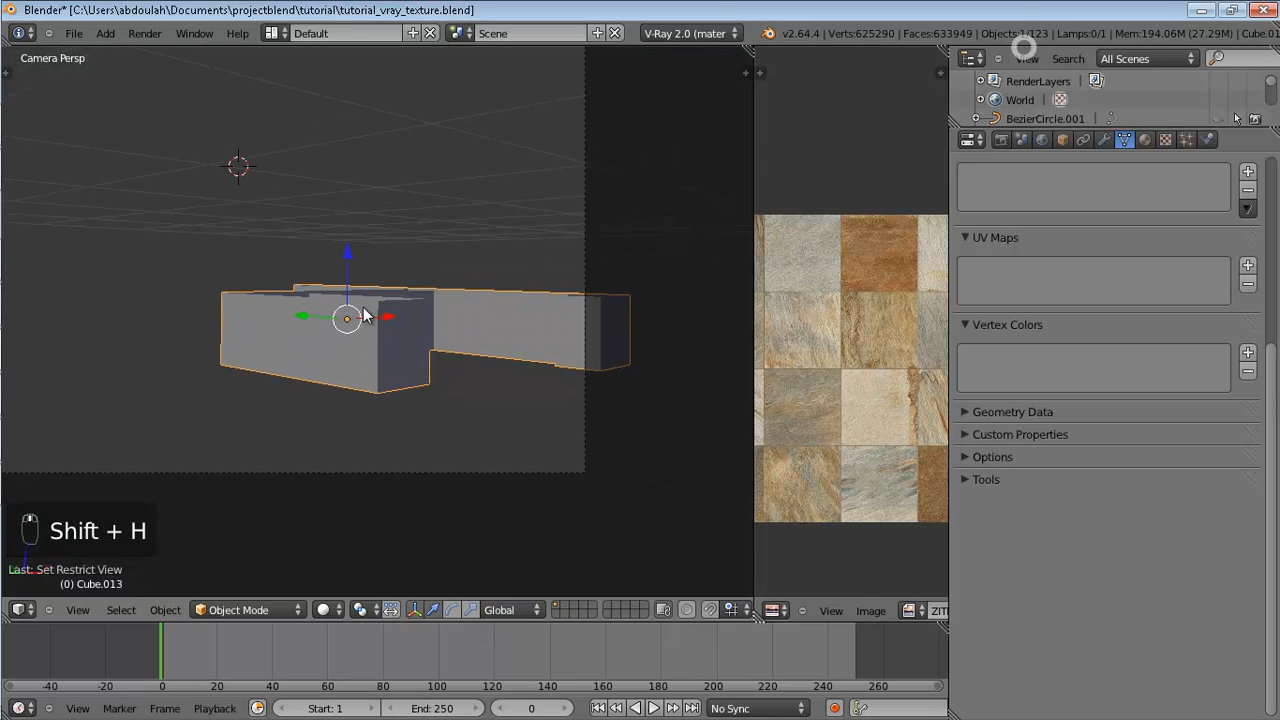 Blender* [C:\Users\abdoulah\Documents\projectblend\tutorial\tutorial_vray_texture.blend]
File Add Render Window Help Default Scene V-Ray 2.0 (mater v2.64.4 | Verts:625290 | Faces:633949 | Objects:1/123 | Lamps:0/1 | Mem:194.06M (27.29M) | Cube.01
Camera Persp
View Search All Scenes
RenderLayers
World
BezierCircle.001
UV Maps
Vertex Colors
Geometry Data
Custom Properties
Options
Tools
Shift + H
Last: Set Restrict View
(0) Cube.013
View Select Object Object Mode Global
View Image ZIT
-40 -20 0 20 40 60 80 100 120 140 160 180 200 220 240 260
View Marker Frame Playback Start: 1 End: 250 0 No Sync